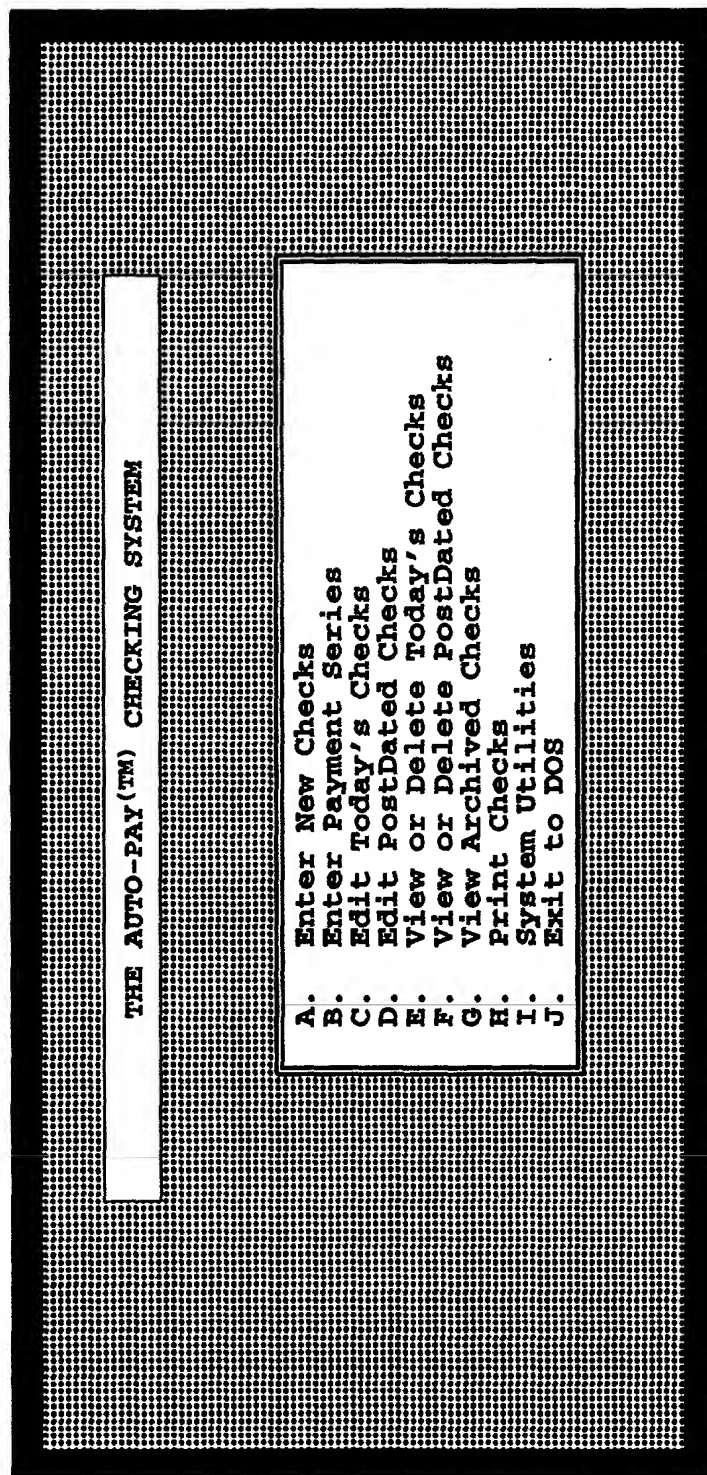 THE AUTO-PAY(TM) CHECKING SYSTEM
A. Enter New Checks
B. Enter Payment Series
C. Edit Today's Checks
D. Edit PostDated Checks
E. View or Delete Today's Checks
F. View or Delete PostDated Checks
G. View Archived Checks
H. Print Checks
I. System Utilities
J. Exit to DOS